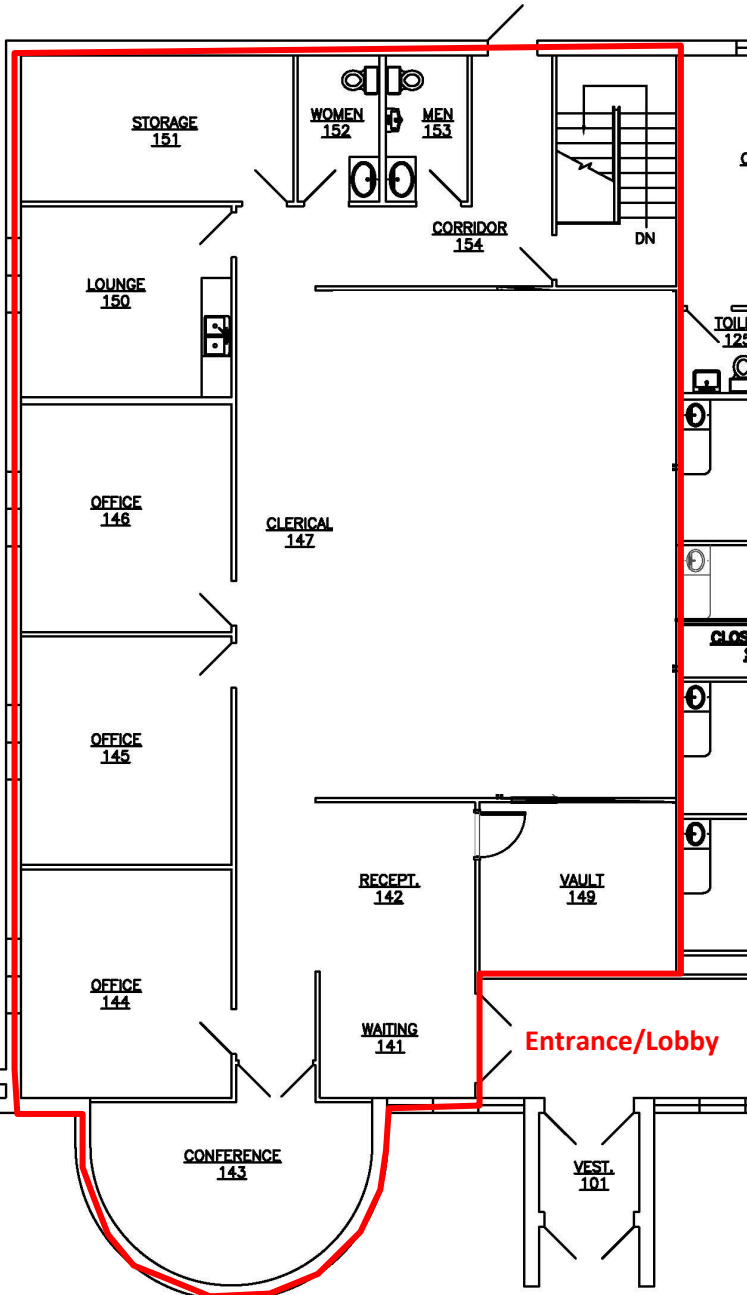 STORAGE
151
WOMEN
152
MEN
153
CORRIDOR
154
DN
LOUNGE
150
125
OFFICE
146
CLERICAL
147
OFFICE
145
RECEPT.
142
VAULT
149
OFFICE
144
WAITING
141
Entrance/Lobby
CONFERENCE
143
VEST.
101